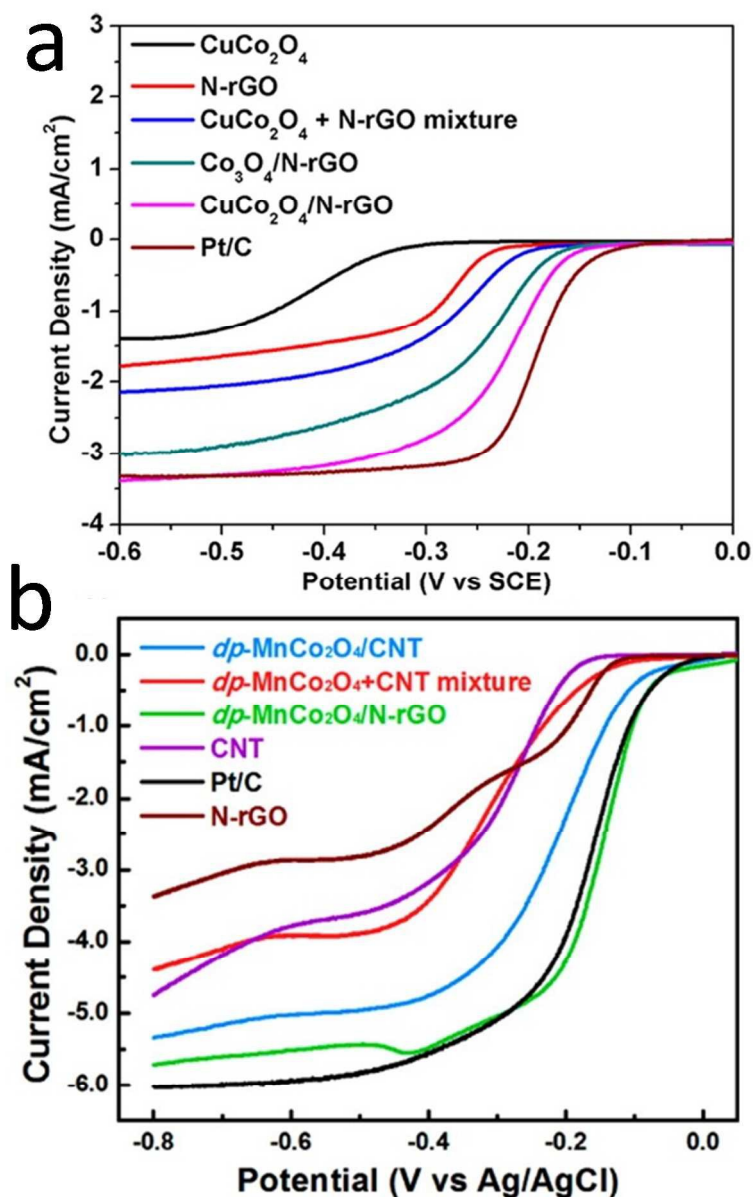 a
3
2
1
0
-1
-2
-3
-4
Current Density (mA/cm²)
CuCo₂O₄
N-rGO
CuCo₂O₄ + N-rGO mixture
Co₃O₄/N-rGO
CuCo₂O₄/N-rGO
Pt/C
-0.6 -0.5 -0.4 -0.3 -0.2 -0.1 0.0
Potential (V vs SCE)
b
0.0
-1.0
-2.0
-3.0
-4.0
-5.0
-6.0
Current Density (mA/cm²)
dp-MnCo₂O₄/CNT
dp-MnCo₂O₄+CNT mixture
dp-MnCo₂O₄/N-rGO
CNT
Pt/C
N-rGO
-0.8 -0.6 -0.4 -0.2 0.0
Potential (V vs Ag/AgCl)